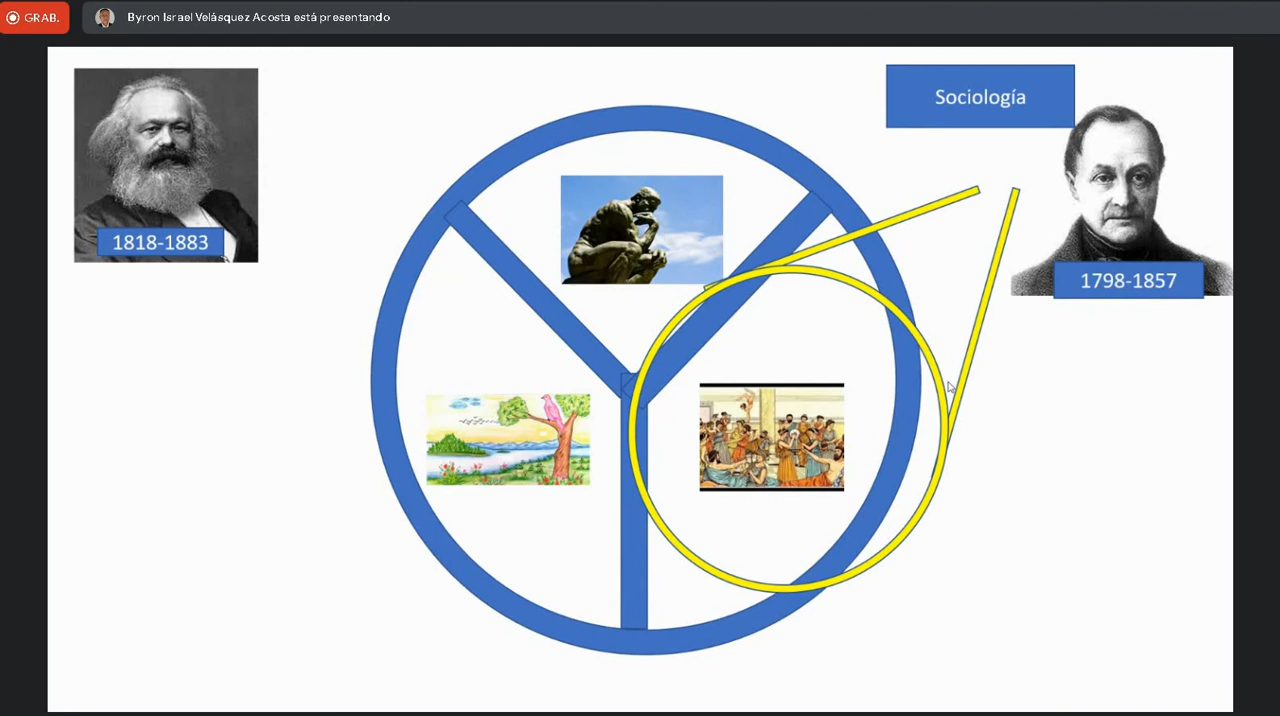 GRAB.
Byron Israel Velásquez Acosta está presentando
Sociología
1818-1883
1798-1857